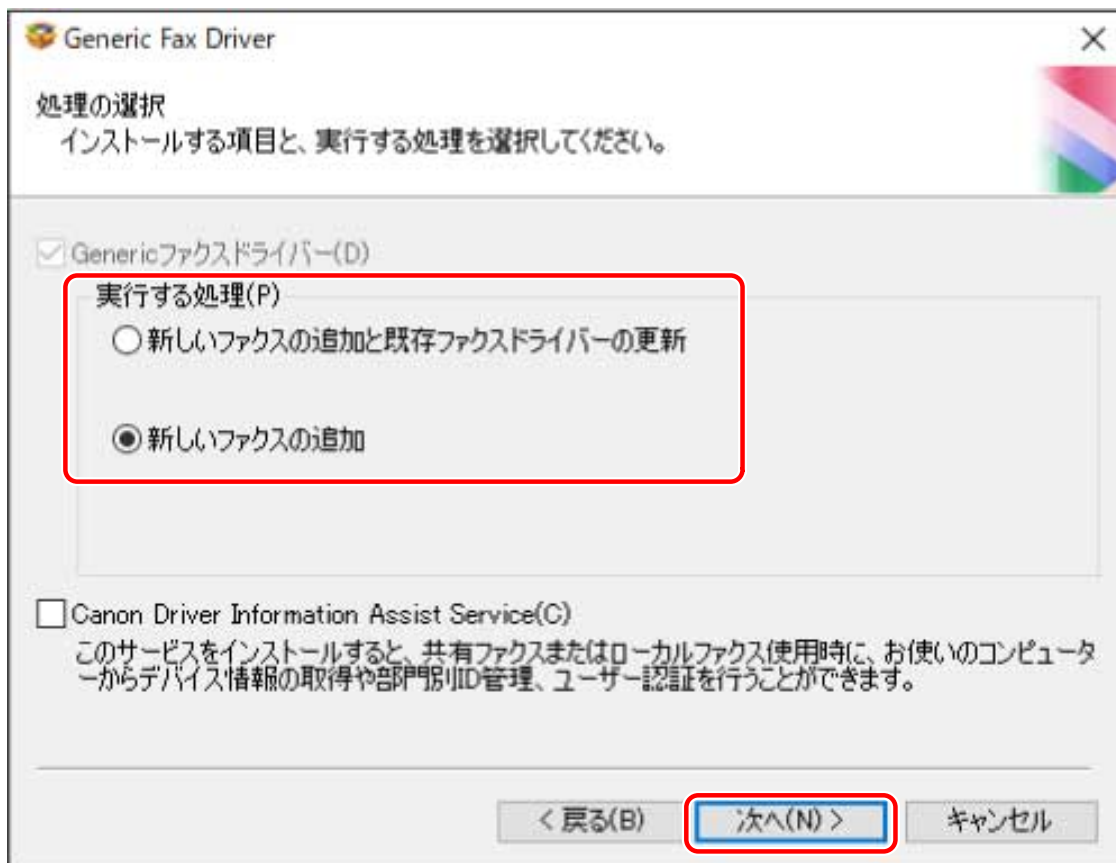 Generic Fax Driver
処理の選択
インストールする項目と、実行する処理を選択してください。
Genericファクスドライバー(D)
実行する処理(P)
新しいファクスの追加と既存ファクスドライバーの更新
新しいファクスの追加
Canon Driver Information Assist Service(C)
このサービスをインストールすると、共有ファクスまたはローカルファクス使用時に、お使いのコンピュータ
ーからデバイス情報の取得や部門別ID管理、ユーザー認証を行うことができます。
< 戻る(B)
次へ(N) >
キャンセル